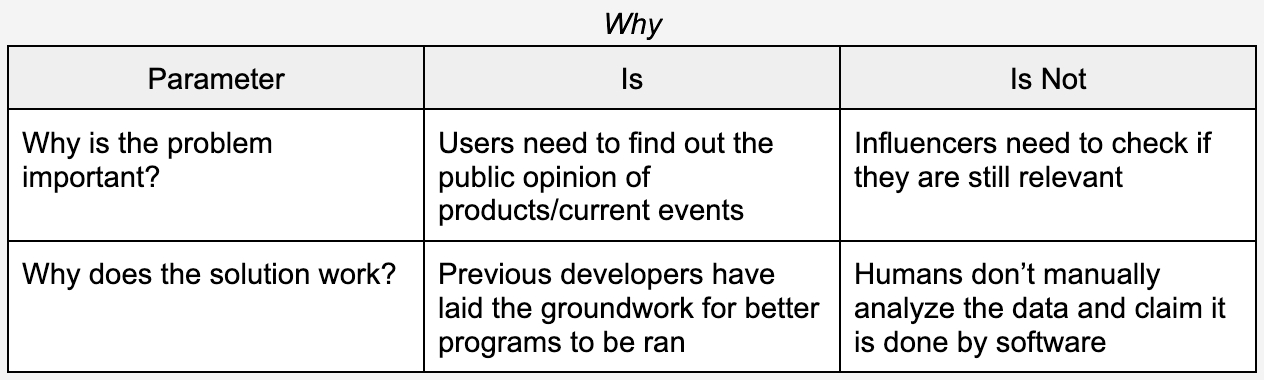 Why
Parameter
Is
Is Not
Why is the problem
important?
Users need to find out the
public opinion of
products/current events
Influencers need to check if
they are still relevant
Why does the solution work?
Previous developers have
laid the groundwork for better
programs to be ran
Humans don’t manually
analyze the data and claim it
is done by software